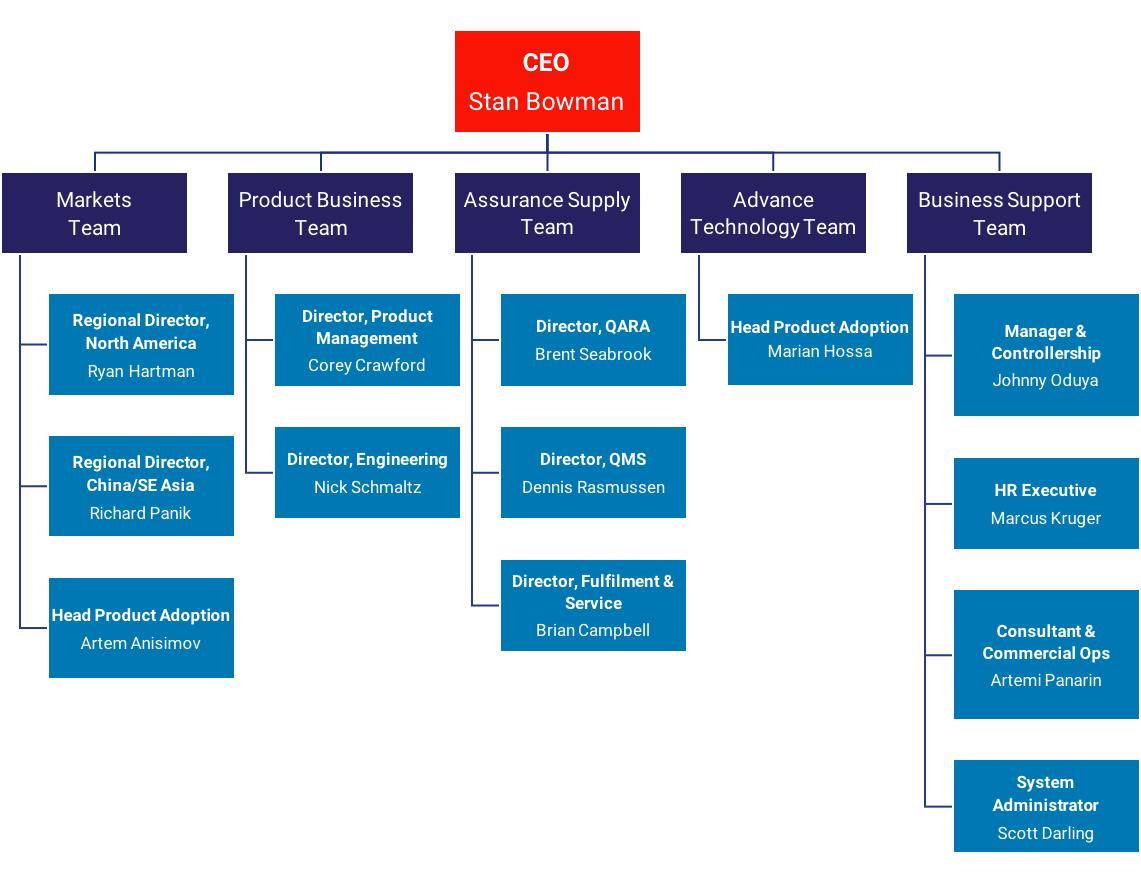 CEO
Stan Bowman
Markets
Team
Product Business
Team
Assurance Supply
Team
Advance
Technology Team
Business Support
Team
Regional Director,
North America
Ryan Hartman
Regional Director,
China/SE Asia
Richard Panik
Head Product Adoption
Artem Anisimov
Director, Product
Management
Corey Crawford
Director, Engineering
Nick Schmaltz
Director, QARA
Brent Seabrook
Director, QMS
Dennis Rasmussen
Director, Fulfilment &
Service
Brian Campbell
Head Product Adoption
Marian Hossa
Manager &
Controllership
Johnny Oduya
HR Executive
Marcus Kruger
Consultant &
Commercial Ops
Artemi Panarin
System
Administrator
Scott Darling